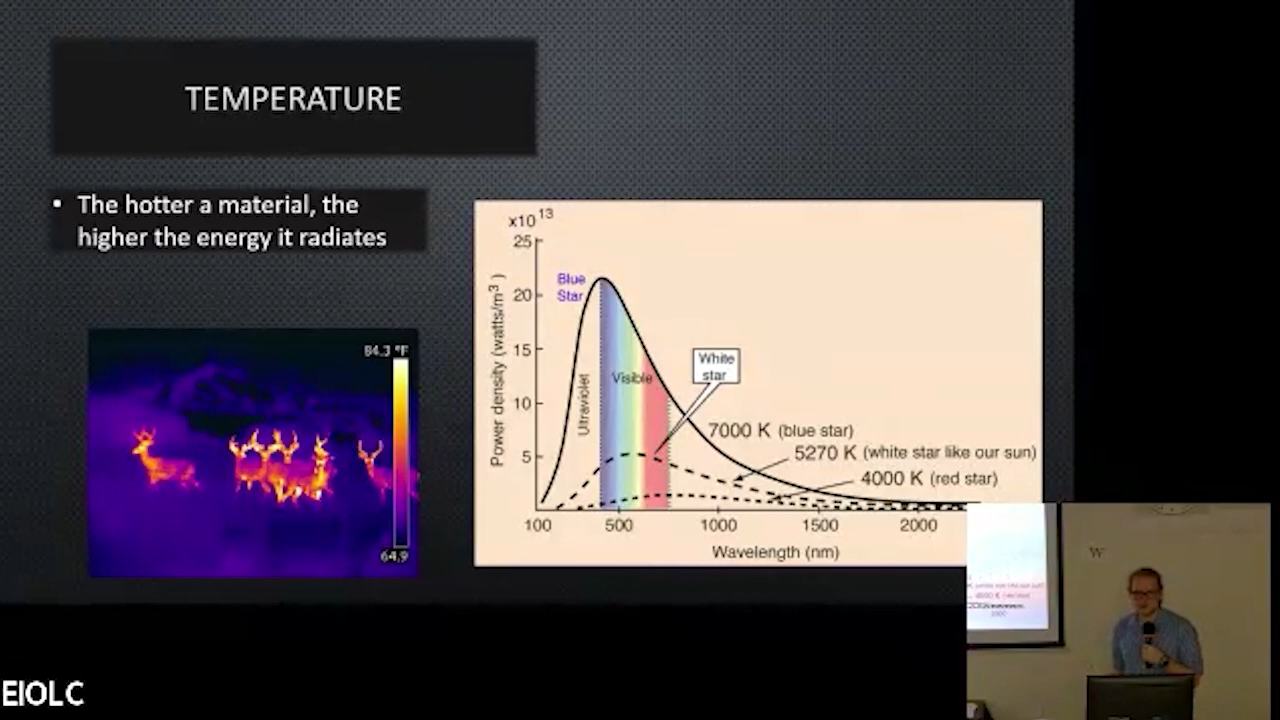 TEMPERATURE
• The hotter a material, the
higher the energy it radiates
84.3 °F
64.9
x10 13
25
20
15
10
5
Power density (watts/m3 )
Blue
Star
Ultraviolet
Visible
White
star
7000 K (blue star)
5270 K (white star like our sun)
4000 K (red star)
100
500
1000
1500
2000
Wavelength (nm)
W
EIOLC